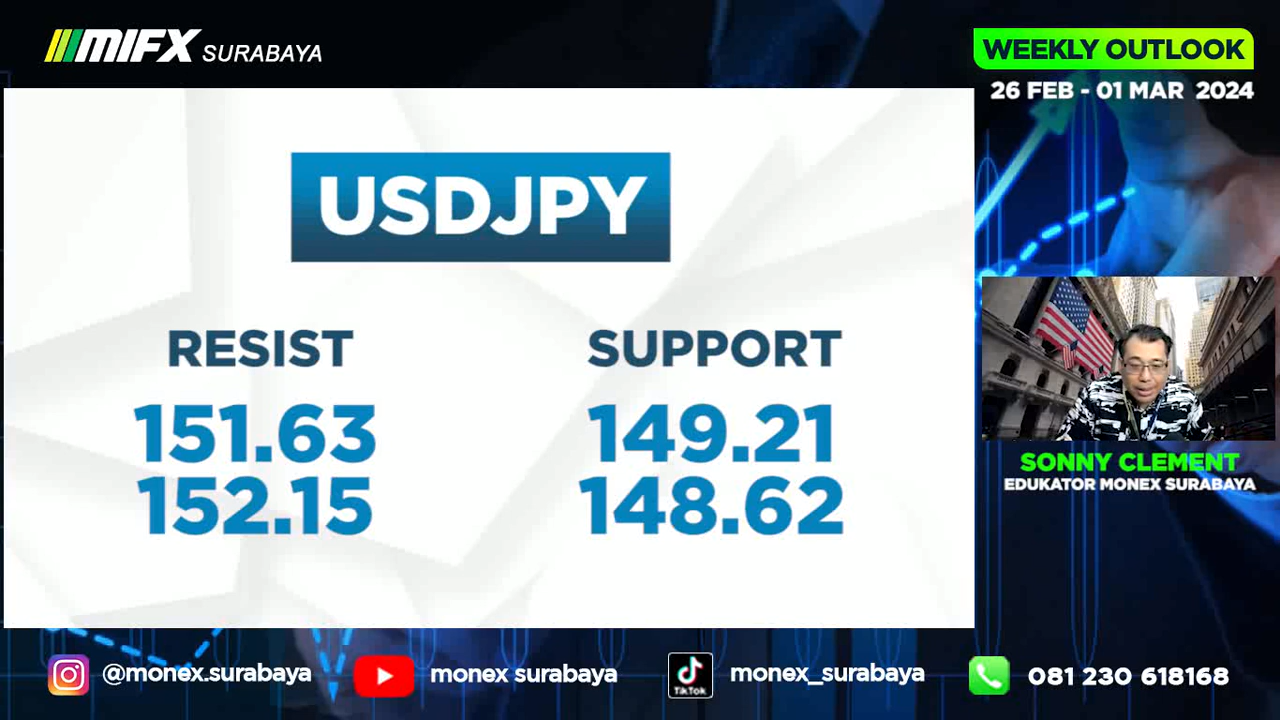 MIFX SURABAYA
WEEKLY OUTLOOK
26 FEB - 01 MAR 2024
USDJPY
RESIST
151.63
152.15
SUPPORT
149.21
148.62
SONNY CLEMENT
EDUKATOR MONEX SURABAYA
@monex.surabaya
monex surabaya
TikTok
monex_surabaya
081 230 618168